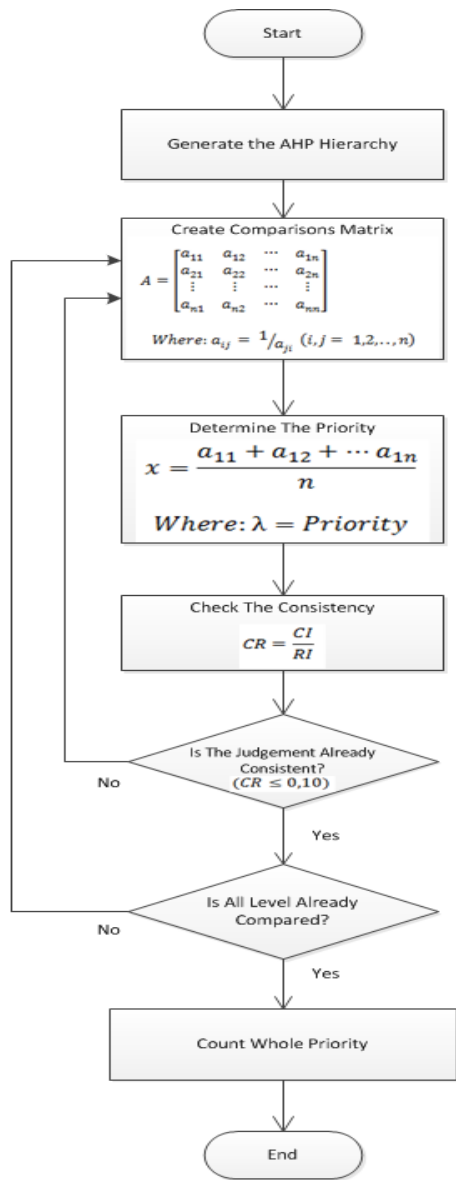 Start
Generate the AHP Hierarchy
Create Comparisons Matrix
A = [a₁₁ a₁₂ ⋯ a₁ₙ
a₂₁ a₂₂ ⋯ a₂ₙ
⋮ ⋮ ⋯ ⋮
aₙ₁ aₙ₂ ⋯ aₙₙ]
Where: a_ij = 1/a_ji (i,j = 1,2,..,n)
Determine The Priority
x = (a₁₁ + a₁₂ + ⋯ a₁ₙ)/n
Where: λ = Priority
Check The Consistency
CR = CI/RI
Is The Judgement Already
Consistent?
(CR ≤ 0,10)
No
Yes
Is All Level Already
Compared?
No
Yes
Count Whole Priority
End